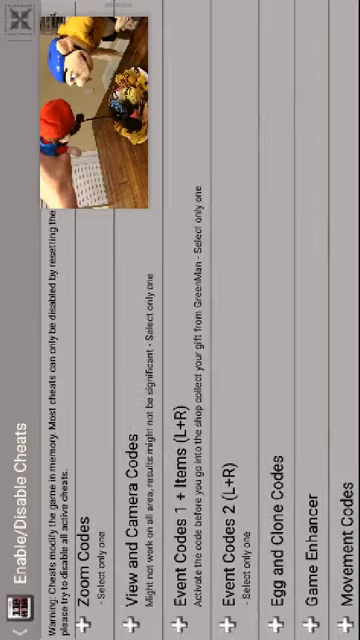 Enable/Disable Cheats
Warning: Cheats modify the game in memory. Most cheats can only be disabled by resetting the
please try to disable all active cheats.
Zoom Codes
- Select only one
View and Camera Codes
Might not work on all area, results might not be significant - Select only one
Event Codes 1 + Items (L+R)
Activate the code before you go into the shop collect your gift from GreenMan - Select only one
Event Codes 2 (L+R)
- Select only one
Egg and Clone Codes
Game Enhancer
Movement Codes